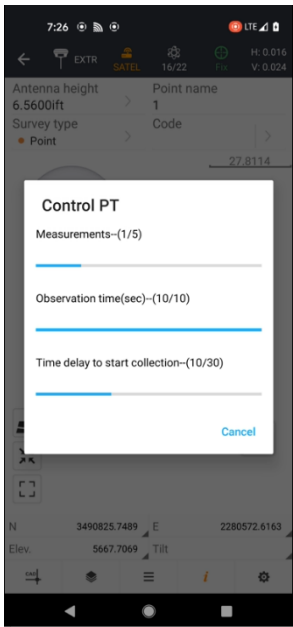 7:26 LTE
EXTR SATEL 16/22 Fix H: 0.016
V: 0.024
Antenna height Point name
6.5600ift 1
Survey type Code
Point
27.8114
Control PT
Measurements--(1/5)
Observation time(sec)--(10/10)
Time delay to start collection--(10/30)
Cancel
N 3490825.7489 E 2280572.6163
Elev. 5667.7069 Tilt
CAD i